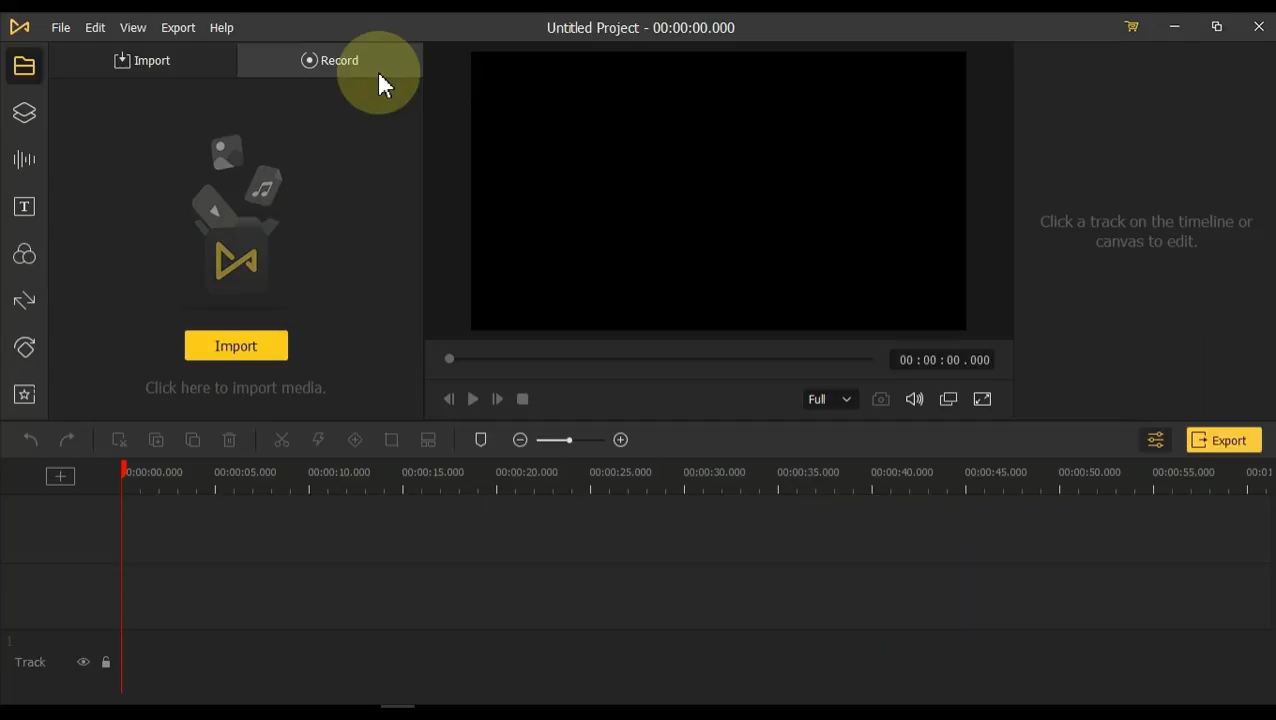 File Edit View Export Help
Untitled Project - 00:00:00.000
Import
Record
Import
Click here to import media.
Click a track on the timeline or
canvas to edit.
00:00:00.000
Full
Export
0:00:00.000 00:00:05.000 00:00:10.000 00:00:15.000 00:00:20.000 00:00:25.000 00:00:30.000 00:00:35.000 00:00:40.000 00:00:45.000 00:00:50.000 00:00:55.000 00:01
1
Track